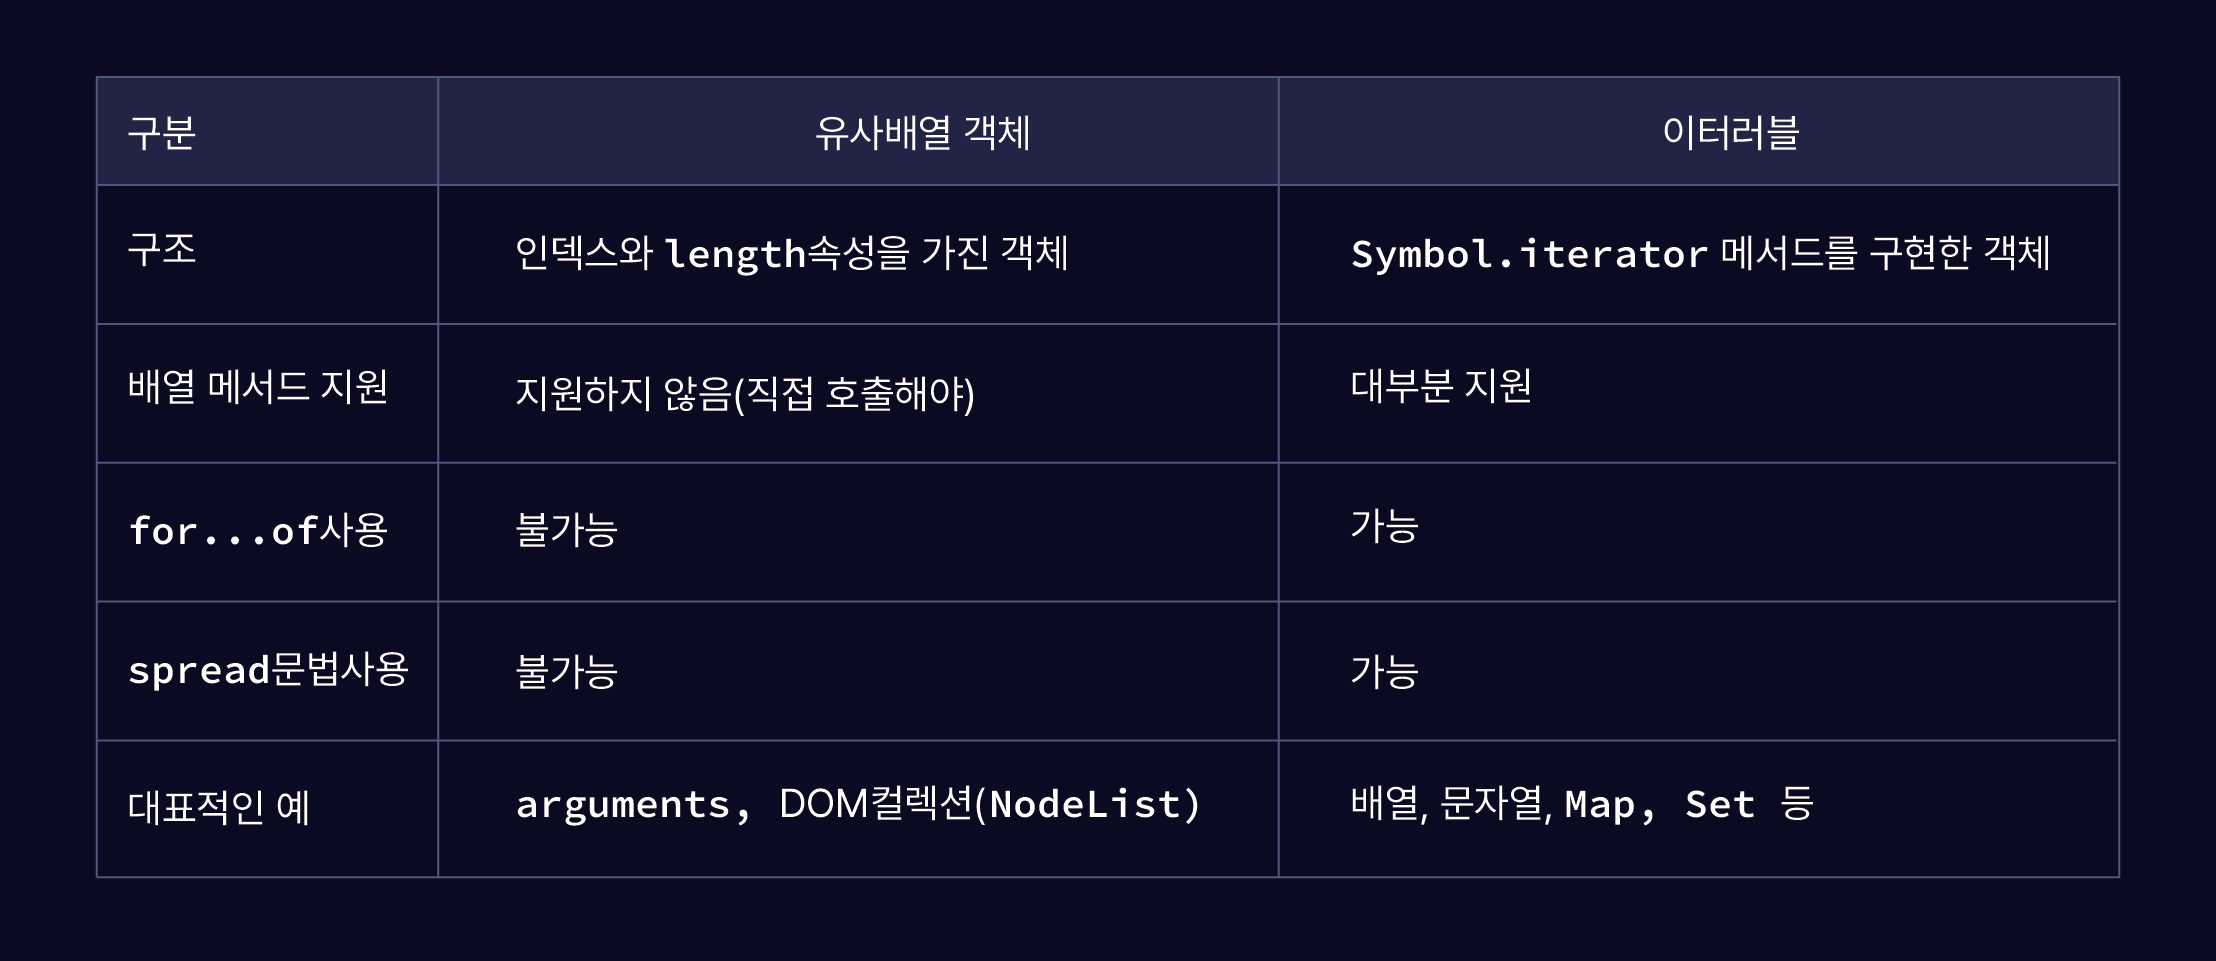 구분 유사배열 객체 이터러블
구조 인덱스와 length속성을 가진 객체 Symbol.iterator 메서드를 구현한 객체
배열 메서드 지원 지원하지 않음(직접 호출해야) 대부분 지원
for...of사용 불가능 가능
spread문법사용 불가능 가능
대표적인 예 arguments, DOM컬렉션(NodeList) 배열, 문자열, Map, Set 등